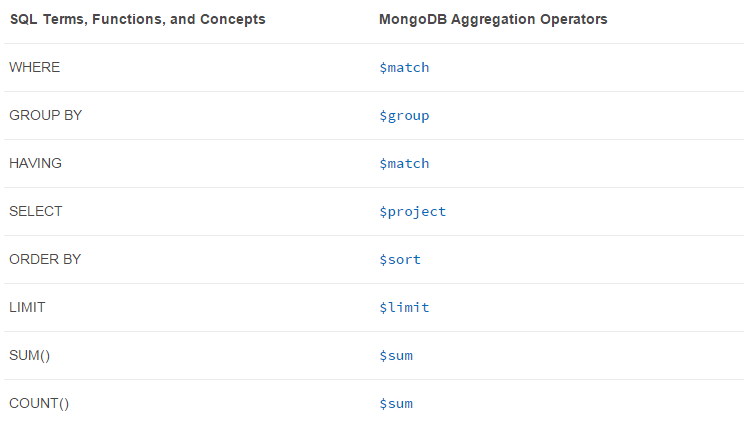 SQL Terms, Functions, and Concepts MongoDB Aggregation Operators
WHERE $match
GROUP BY $group
HAVING $match
SELECT $project
ORDER BY $sort
LIMIT $limit
SUM() $sum
COUNT() $sum